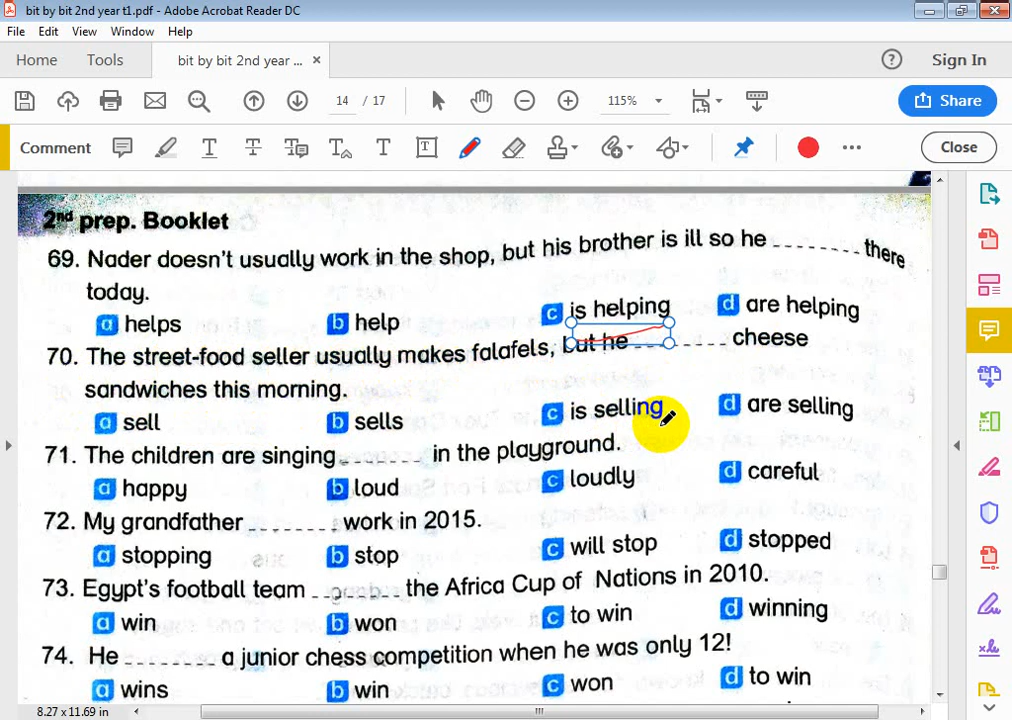 bit by bit 2nd year t1.pdf - Adobe Acrobat Reader DC
File Edit View Window Help
Home Tools bit by bit 2nd year ... × Sign In
14 / 17 115% Share
Comment Close
2nd prep. Booklet
69. Nader doesn't usually work in the shop, but his brother is ill so he _ _ _ _ _ _ _ _ there
today.
a helps b help c is helping d are helping
70. The street-food seller usually makes falafels, but he _ _ _ _ _ _ _ _ cheese
sandwiches this morning.
a sell b sells c is selling d are selling
71. The children are singing _ _ _ _ _ _ _ _ in the playground.
a happy b loud c loudly d careful
72. My grandfather _ _ _ _ _ _ _ _ work in 2015.
a stopping b stop c will stop d stopped
73. Egypt's football team _ _ _ _ _ _ _ _ the Africa Cup of Nations in 2010.
a win b won c to win d winning
74. He _ _ _ _ _ _ _ _ a junior chess competition when he was only 12!
a wins b win c won d to win
8.27 x 11.69 in